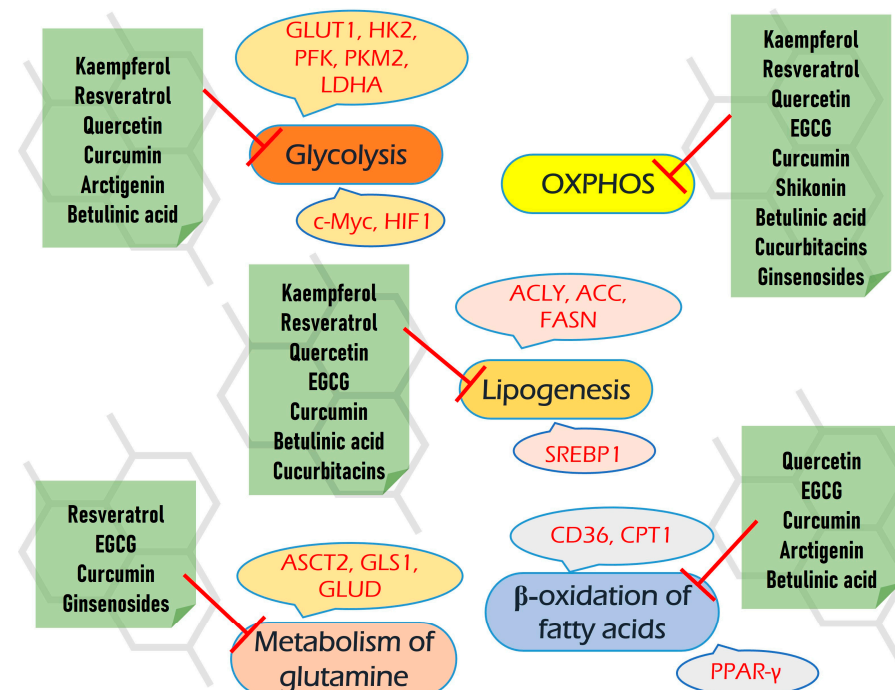 Kaempferol
Resveratrol
Quercetin
Curcumin
Arctigenin
Betulinic acid
GLUT1, HK2,
PFK, PKM2,
LDHA
Glycolysis
c-Myc, HIF1
OXPHOS
Kaempferol
Resveratrol
Quercetin
EGCG
Curcumin
Shikonin
Betulinic acid
Cucurbitacins
Ginsenosides
Kaempferol
Resveratrol
Quercetin
EGCG
Curcumin
Betulinic acid
Cucurbitacins
ACLY, ACC,
FASN
Lipogenesis
SREBP1
Resveratrol
EGCG
Curcumin
Ginsenosides
ASCT2, GLS1,
GLUD
Metabolism of
glutamine
CD36, CPT1
β-oxidation of
fatty acids
PPAR-γ
Quercetin
EGCG
Curcumin
Arctigenin
Betulinic acid